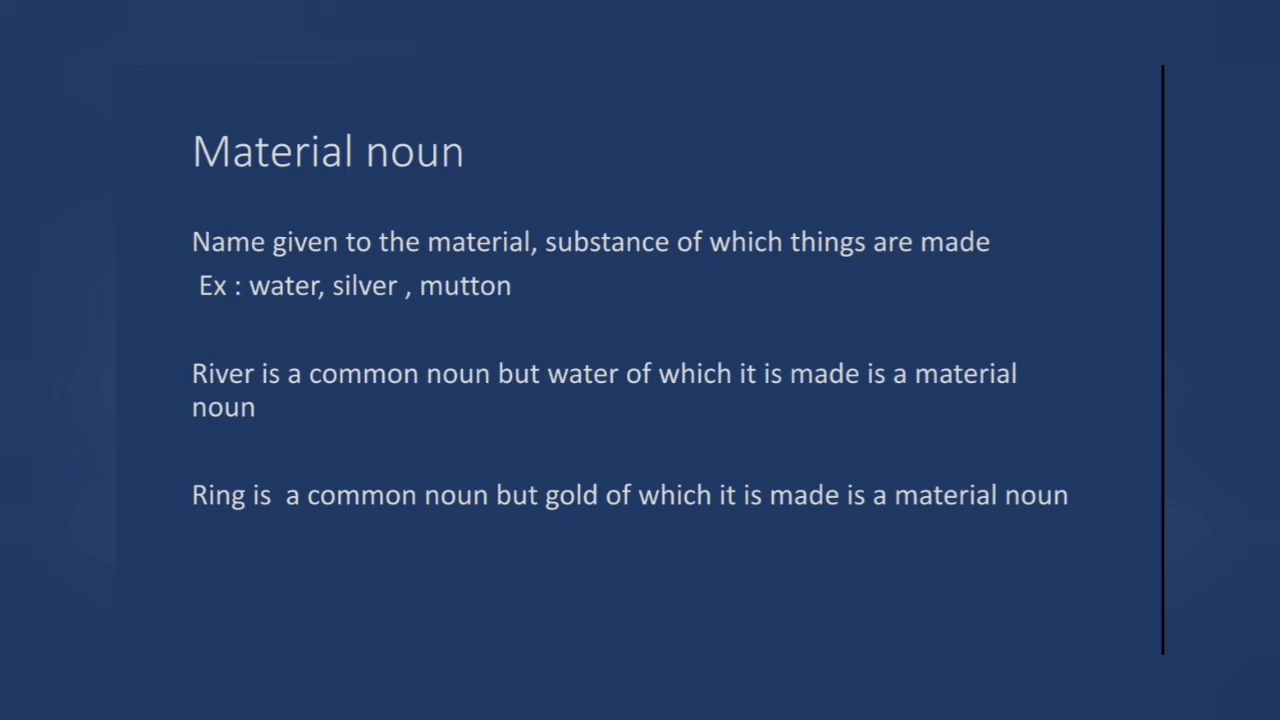 Material noun
Name given to the material, substance of which things are made
Ex : water, silver , mutton
River is a common noun but water of which it is made is a material
noun
Ring is  a common noun but gold of which it is made is a material noun